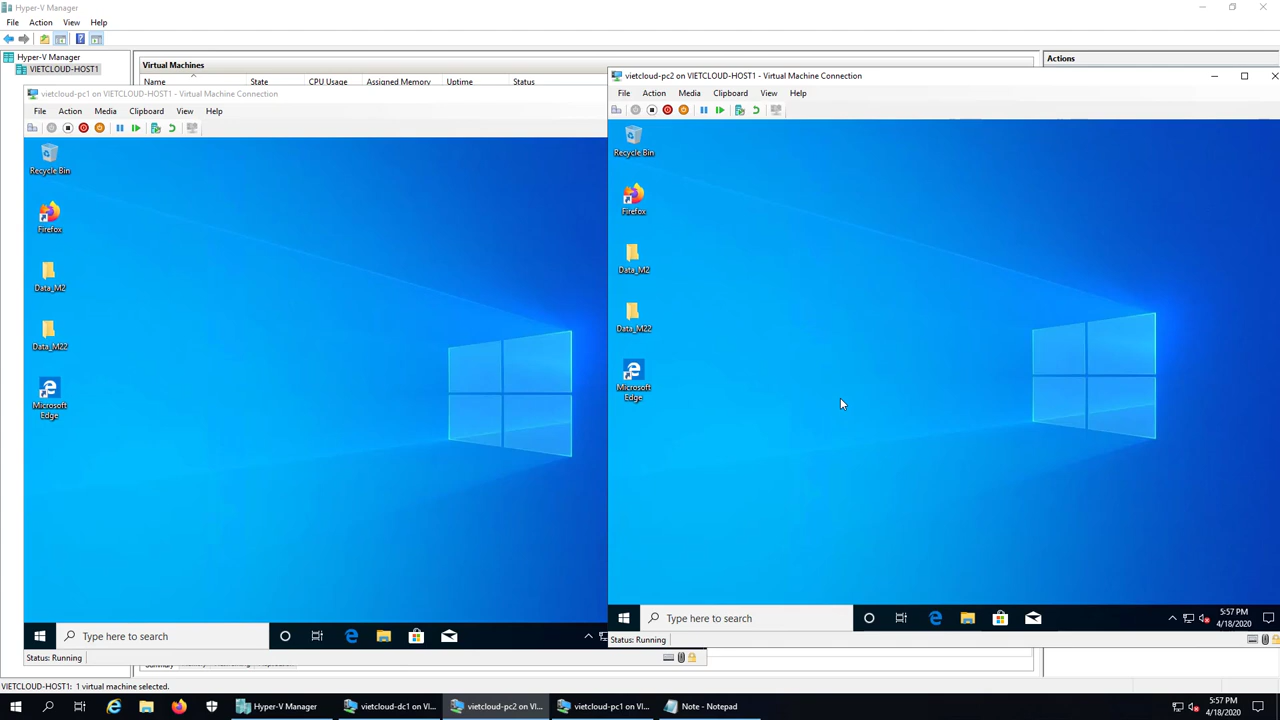 Hyper-V Manager
File Action View Help
Hyper-V Manager
VIETCLOUD-HOST1
Virtual Machines
Name State CPU Usage Assigned Memory Uptime Status
Actions
vietcloud-pc1 on VIETCLOUD-HOST1 - Virtual Machine Connection
File Action Media Clipboard View Help
Recycle Bin
Firefox
Data_M2
Data_M22
Microsoft
Edge
Type here to search
Status: Running
vietcloud-pc2 on VIETCLOUD-HOST1 - Virtual Machine Connection
File Action Media Clipboard View Help
Recycle Bin
Firefox
Data_M2
Data_M22
Microsoft
Edge
Type here to search
5:57 PM
4/18/2020
Status: Running
VIETCLOUD-HOST1: 1 virtual machine selected.
Hyper-V Manager
vietcloud-dc1 on VI...
vietcloud-pc2 on VI...
vietcloud-pc1 on VI...
Note - Notepad
5:57 PM
4/18/2020